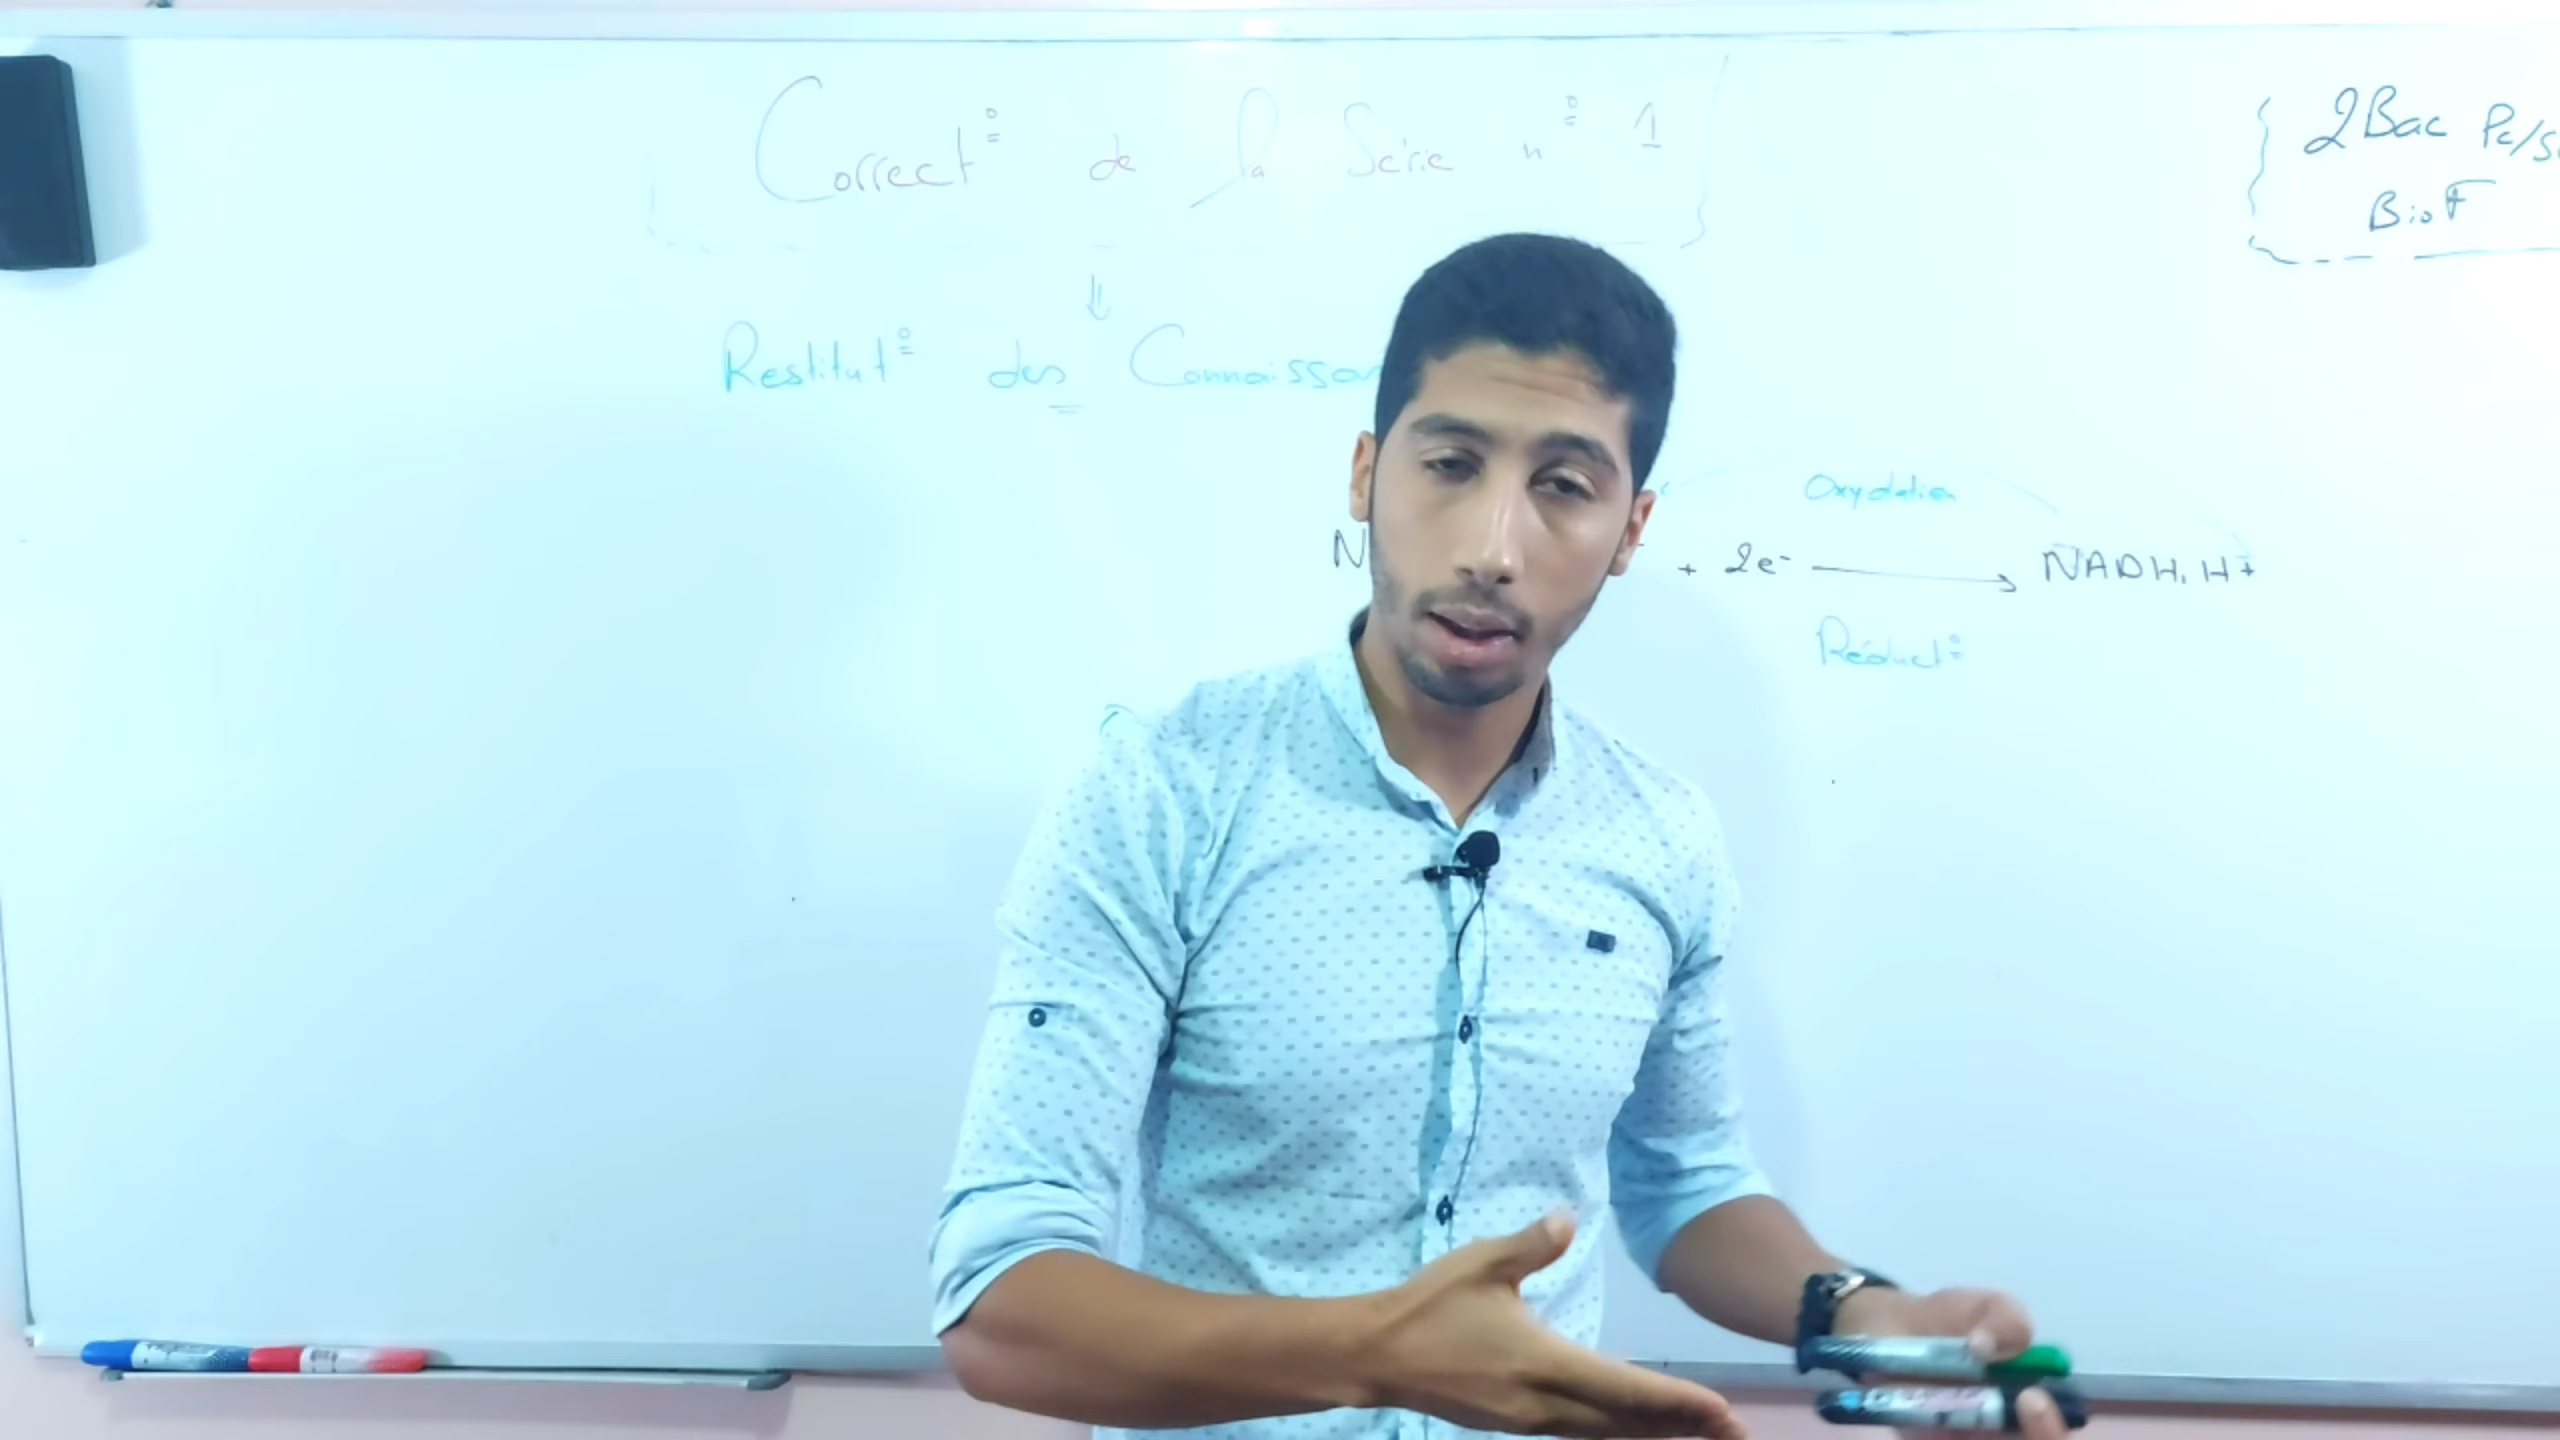 Correct° de la Série n° 1
2Bac Pc/S
BioF
⇓
Restitut° des Connaissan
Oxydation
N + 2e- → NADH, H+
Réduct°